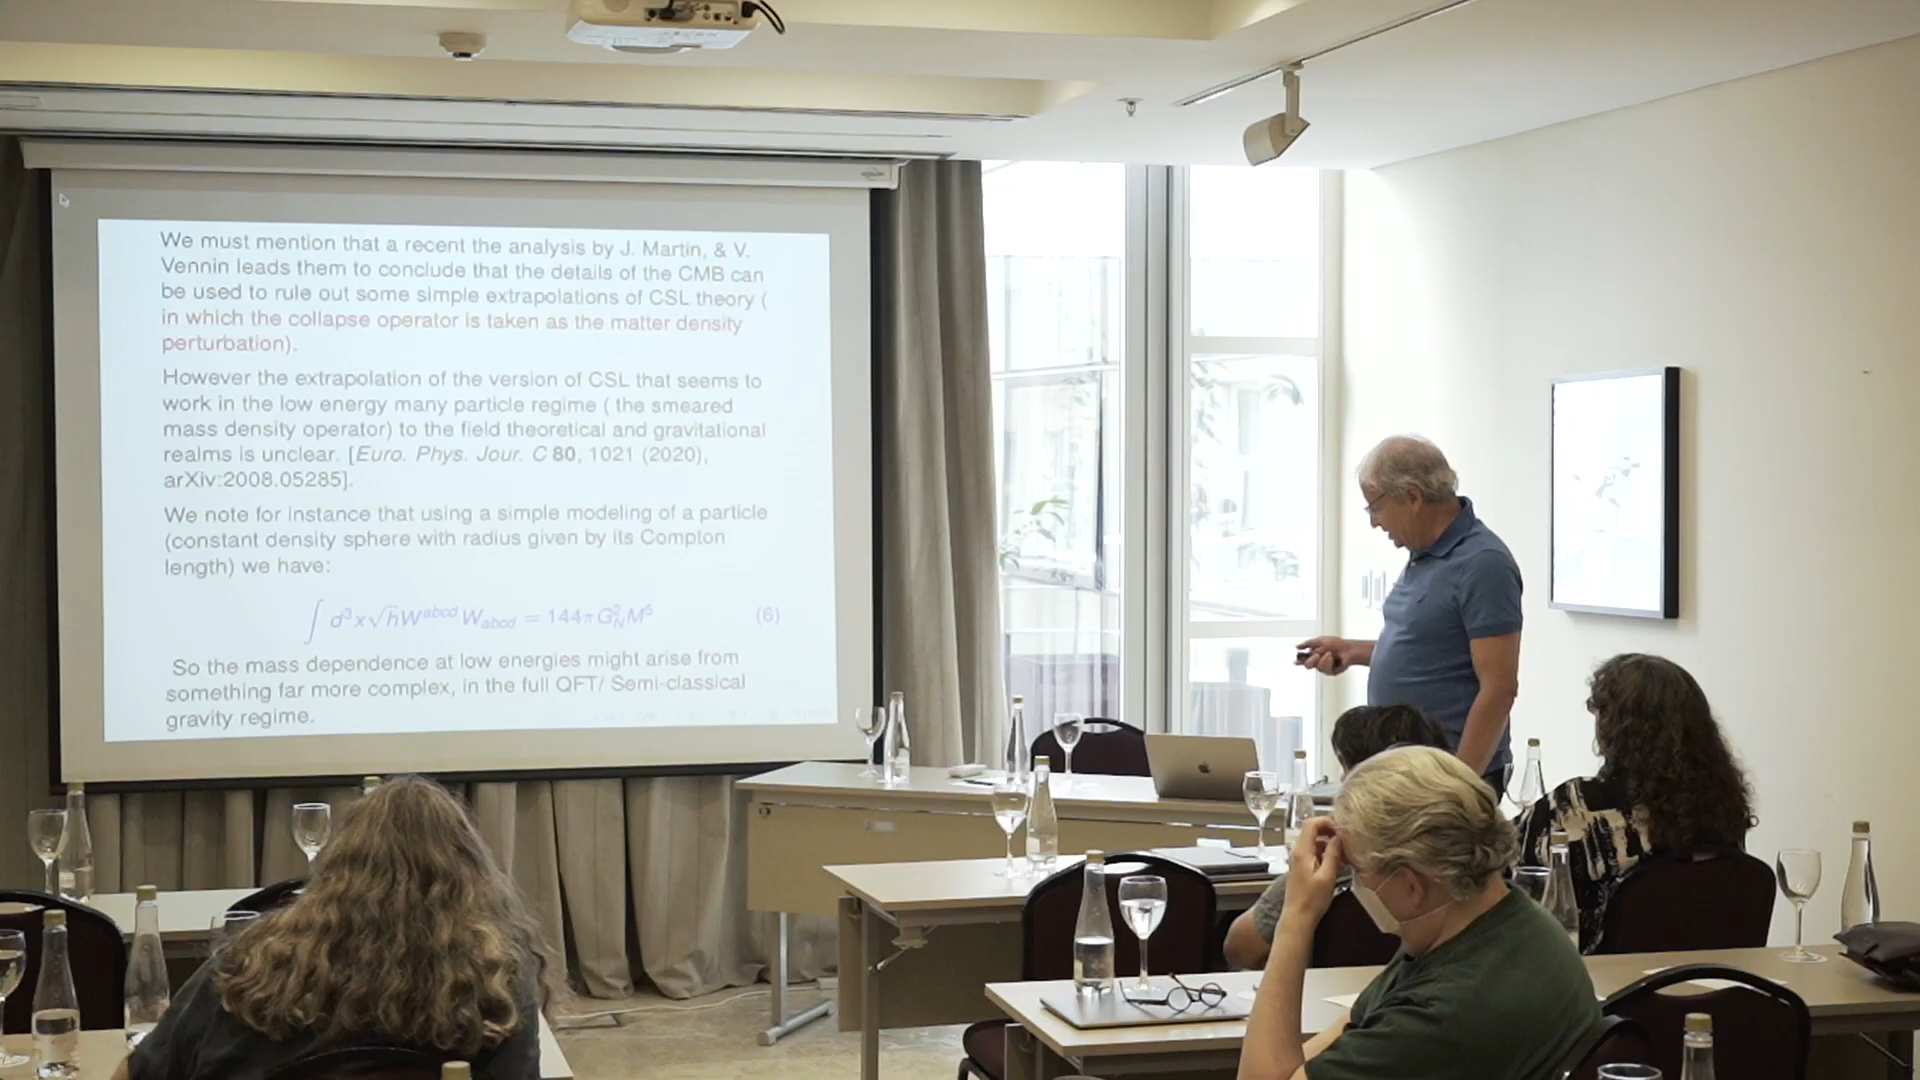 We must mention that a recent the analysis by J. Martin, & V.
Vennin leads them to conclude that the details of the CMB can
be used to rule out some simple extrapolations of CSL theory (
in which the collapse operator is taken as the matter density
perturbation).
However the extrapolation of the version of CSL that seems to
work in the low energy many particle regime ( the smeared
mass density operator) to the field theoretical and gravitational
realms is unclear. [Euro. Phys. Jour. C 80, 1021 (2020),
arXiv:2008.05285].
We note for instance that using a simple modeling of a particle
(constant density sphere with radius given by its Compton
length) we have:
∫ d³x√h W^{abcd} W_{abcd} = 144π G_N^2 M^5 (6)
So the mass dependence at low energies might arise from
something far more complex, in the full QFT/ Semi-classical
gravity regime.